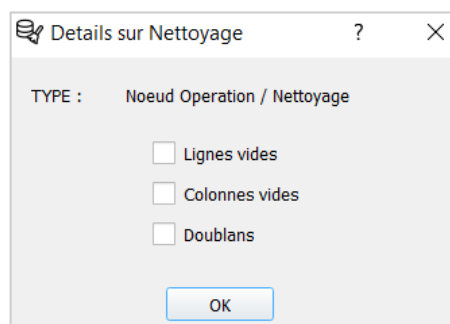 Details sur Nettoyage ?
TYPE : Noeud Operation / Nettoyage
Lignes vides
Colonnes vides
Doublans
OK